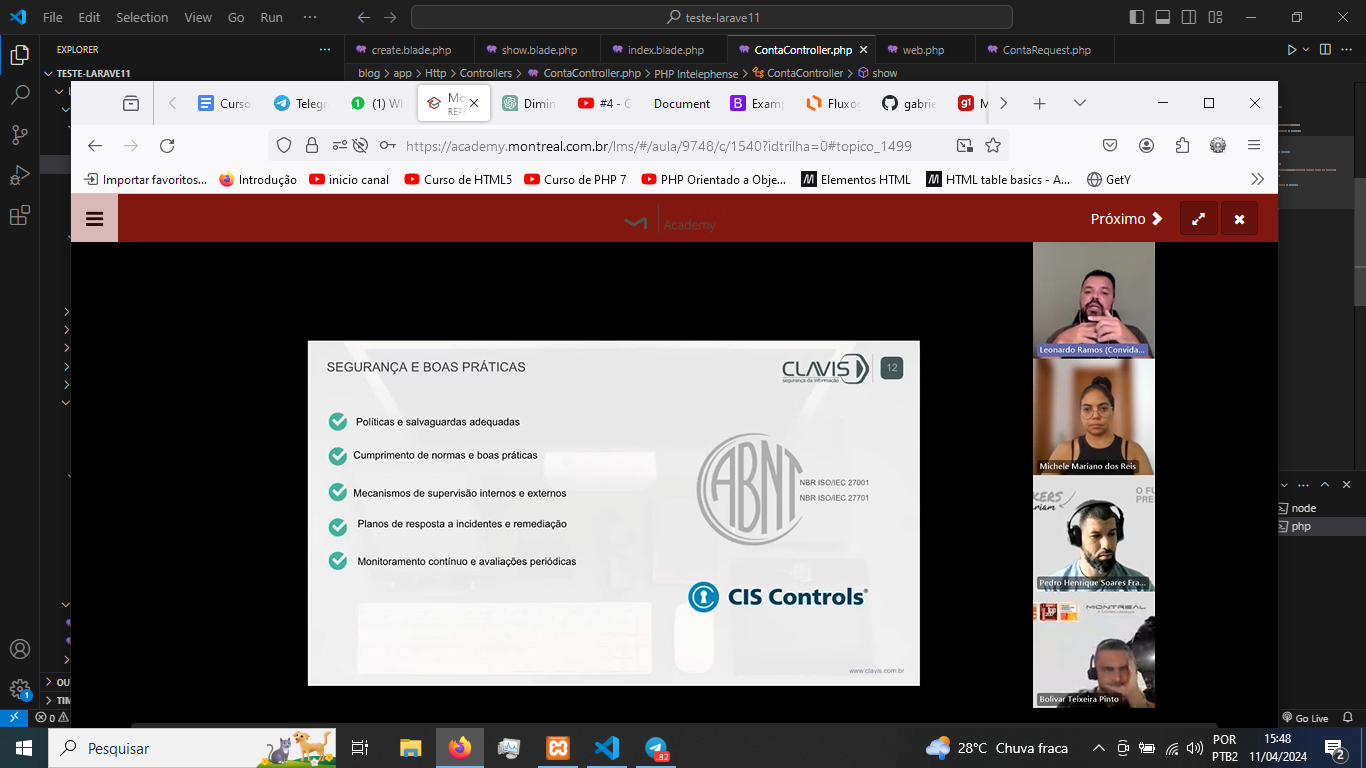 File Edit Selection View Go Run ··· teste-larave11
EXPLORER ···
create.blade.php show.blade.php index.blade.php ContaController.php web.php ContaRequest.php
TESTE-LARAVE11
blog > app > Http > Controllers > ContaController.php > PHP Intelephense > ContaController > show
Curso Telegr (1) Wh Mo Dimin #4 - C Document Exam Fluxo gabrie M
REPR
https://academy.montreal.com.br/lms/#/aula/9748/c/1540?idtrilha=0#topico_1499
Importar favoritos... Introdução inicio canal Curso de HTML5 Curso de PHP 7 PHP Orientado a Obje... Elementos HTML HTML table basics - A... GetY
Academy
Próximo
SEGURANÇA E BOAS PRÁTICAS
CLAVIS
segurança da informação
12
Políticas e salvaguardas adequadas
Cumprimento de normas e boas práticas
Mecanismos de supervisão internos e externos
Planos de resposta a incidentes e remediação
Monitoramento contínuo e avaliações periódicas
ABNT
NBR ISO/IEC 27001
NBR ISO/IEC 27701
CIS Controls
www.clavis.com.br
Leonardo Ramos (Convida...
Michele Mariano dos Reis
Pedro Henrique Soares Fra...
MONTREAL
Bolivar Teixeira Pinto
node
php
OU
TIM
0
Go Live
Pesquisar
82
28°C Chuva fraca
POR
PTB2
15:48
11/04/2024
2